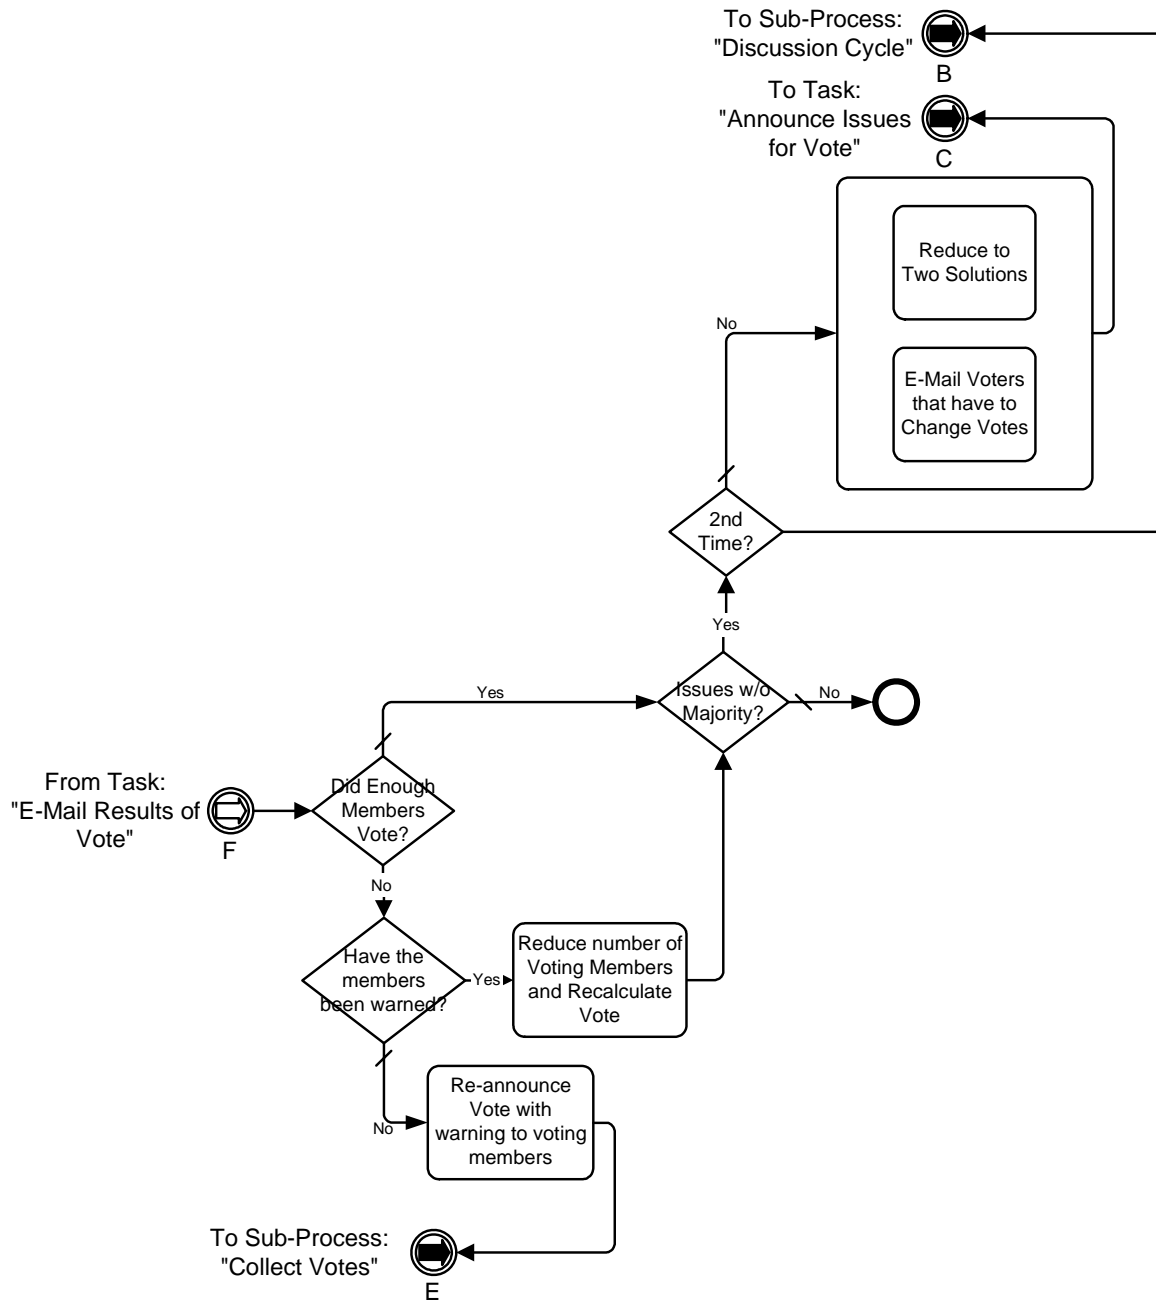 To Sub-Process:
"Discussion Cycle"
B
To Task:
"Announce Issues
for Vote"
C
Reduce to
Two Solutions
No
E-Mail Voters
that have to
Change Votes
2nd
Time?
Yes
Yes
Issues w/o
Majority?
No
From Task:
"E-Mail Results of
Vote"
F
Did Enough
Members
Vote?
No
Have the
members
been warned?
Yes
Reduce number of
Voting Members
and Recalculate
Vote
No
Re-announce
Vote with
warning to voting
members
To Sub-Process:
"Collect Votes"
E